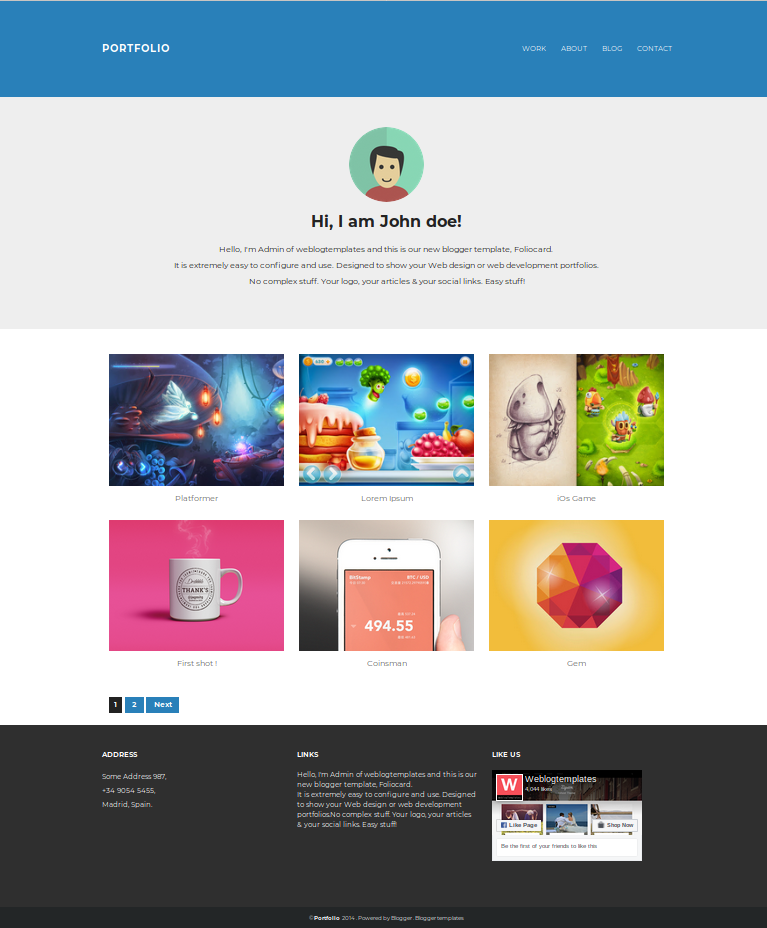 PORTFOLIO
WORK ABOUT BLOG CONTACT
Hi, I am John doe!
Hello, I'm Admin of weblogtemplates and this is our new blogger template, Foliocard.
It is extremely easy to configure and use. Designed to show your Web design or web development portfolios.
No complex stuff. Your logo, your articles & your social links. Easy stuff!
Platformer
Lorem Ipsum
iOs Game
THANK'S
BitStamp
BTC / USD
494.55
First shot !
Coinsman
Gem
1 2 Next
ADDRESS
Some Address 987,
+34 9054 5455,
Madrid, Spain.
LINKS
Hello, I'm Admin of weblogtemplates and this is our
new blogger template, Foliocard.
It is extremely easy to configure and use. Designed
to show your Web design or web development
portfolios.No complex stuff. Your logo, your articles
& your social links. Easy stuff!
LIKE US
W
Weblogtemplates
4,044 likes
Like Page
Shop Now
Be the first of your friends to like this
© Portfolio 2014 . Powered by Blogger . Blogger templates